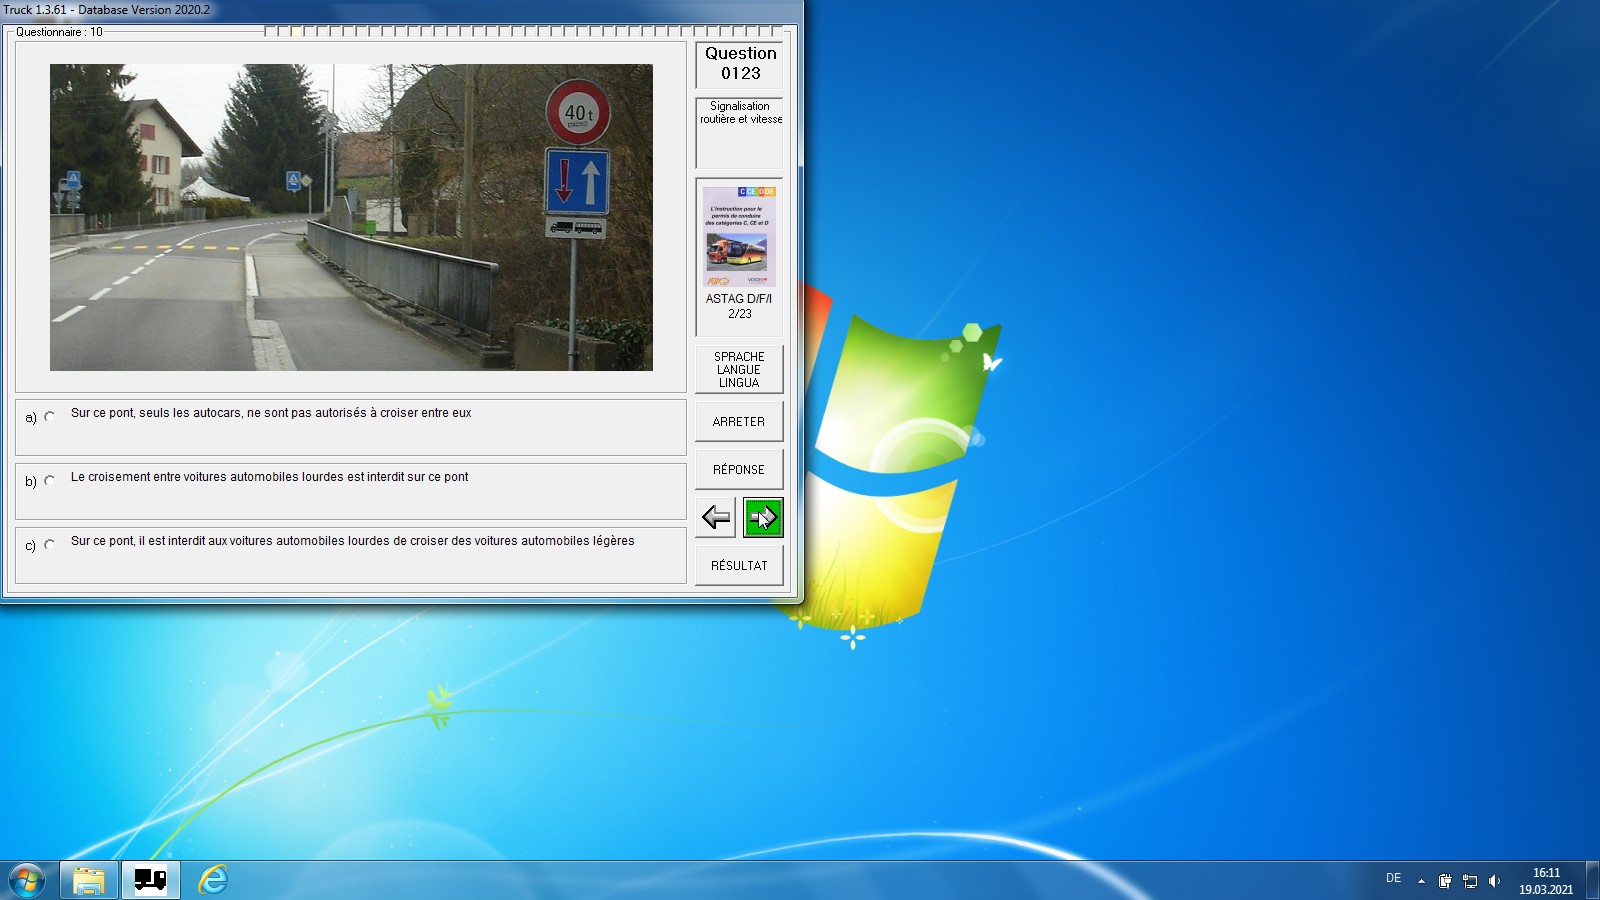 Truck 1.3.61 - Database Version 2020.2
Questionnaire : 10
Question
0123
Signalisation
routière et vitesse
40 t
C CE D DE
L'instruction pour le
permis de conduire
des catégories C, CE et D
ASTAG D/F/I
2/23
SPRACHE
LANGUE
LINGUA
a) Sur ce pont, seuls les autocars, ne sont pas autorisés à croiser entre eux
ARRETER
b) Le croisement entre voitures automobiles lourdes est interdit sur ce pont
RÉPONSE
c) Sur ce pont, il est interdit aux voitures automobiles lourdes de croiser des voitures automobiles légères
RÉSULTAT
DE
16:11
19.03.2021